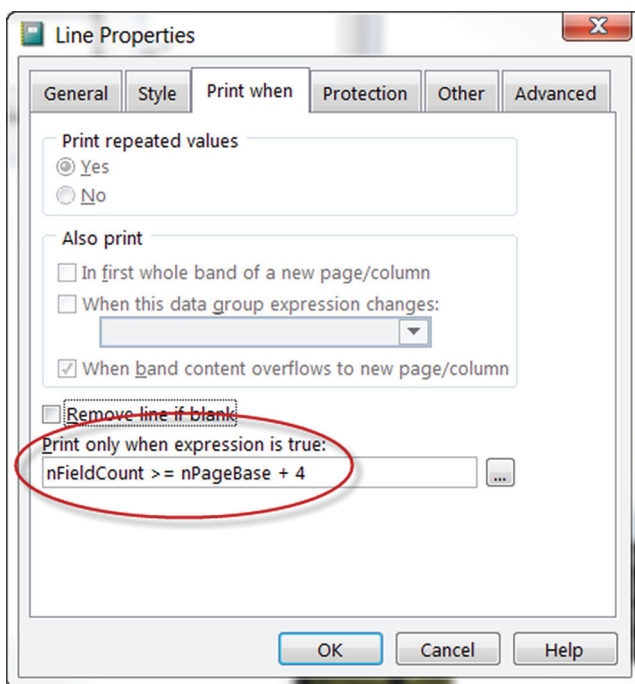 Line Properties
General Style Print when Protection Other Advanced
Print repeated values
Yes
No
Also print
In first whole band of a new page/column
When this data group expression changes:
When band content overflows to new page/column
Remove line if blank
Print only when expression is true:
nFieldCount >= nPageBase + 4
...
OK Cancel Help